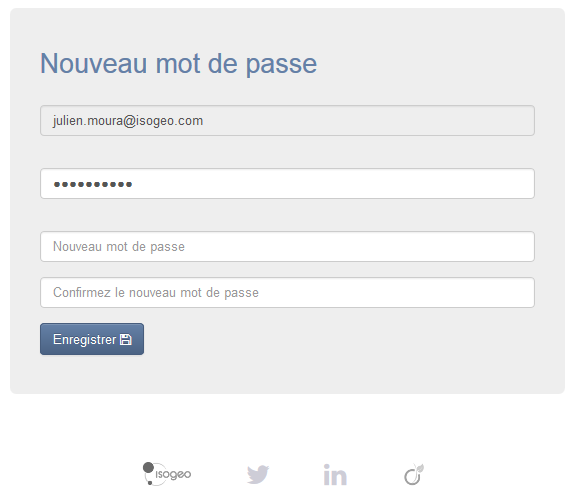 Nouveau mot de passe
julien.moura@isogeo.com
••••••••••
Nouveau mot de passe
Confirmez le nouveau mot de passe
Enregistrer
isogeo